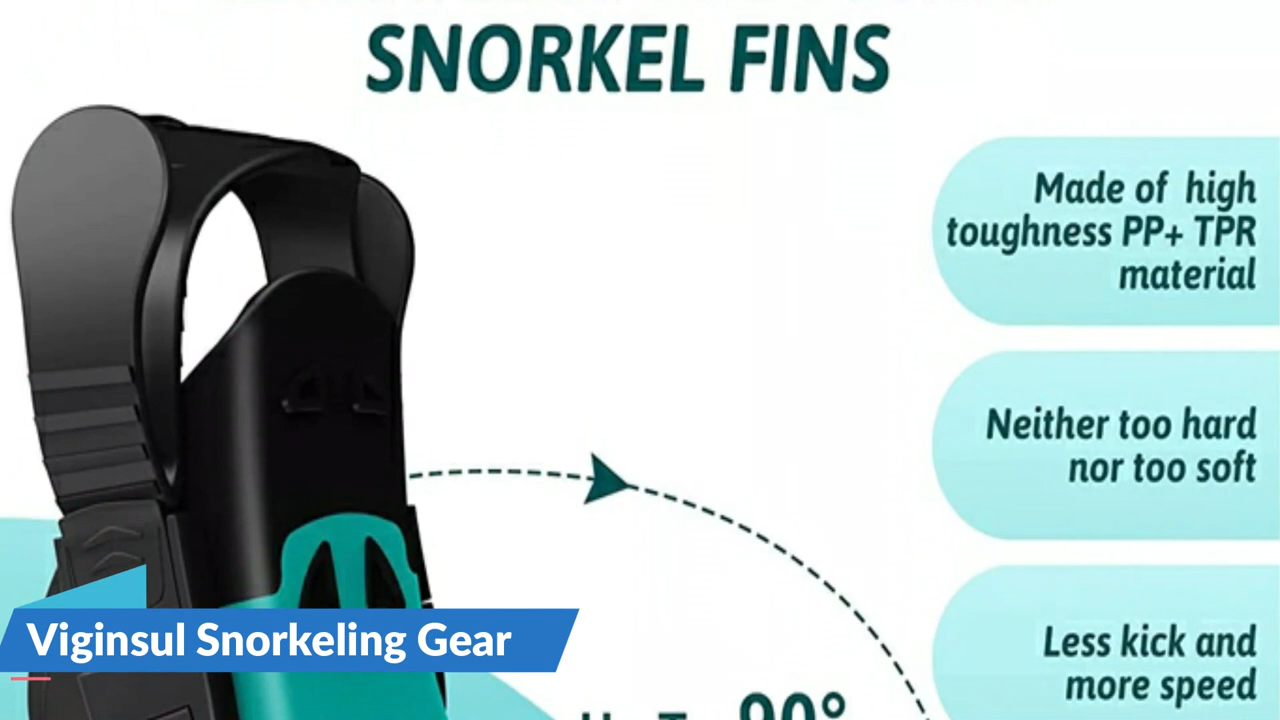 SNORKEL FINS
Made of high
toughness PP+ TPR
material
Neither too hard
nor too soft
Less kick and
more speed
Viginsul Snorkeling Gear
90°